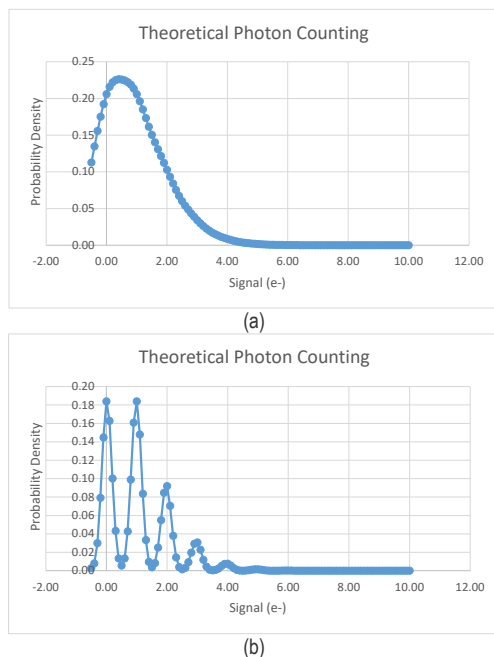 Theoretical Photon Counting
0.25
0.20
0.15
0.10
0.05
0.00
Probability Density
-2.00 0.00 2.00 4.00 6.00 8.00 10.00 12.00
Signal (e-)
(a)
Theoretical Photon Counting
0.20
0.18
0.16
0.14
0.12
0.10
0.08
0.06
0.04
0.02
0.00
Probability Density
-2.00 0.00 2.00 4.00 6.00 8.00 10.00 12.00
Signal (e-)
(b)